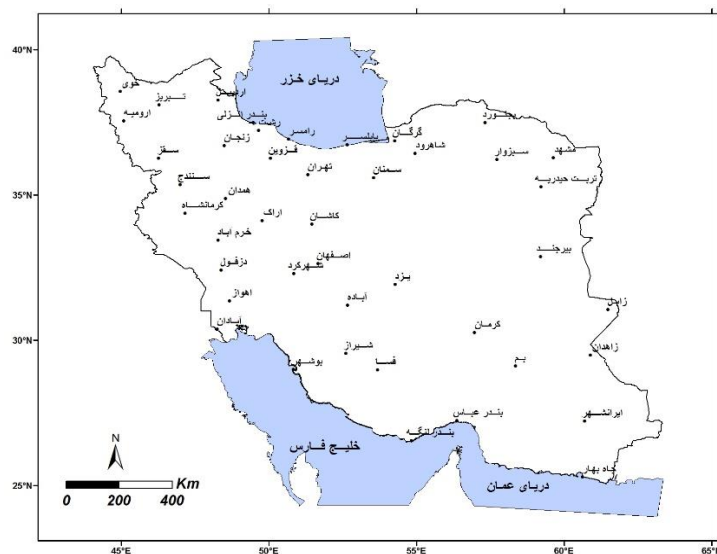 40°N
35°N
30°N
25°N
45°E
50°E
55°E
60°E
دریای خزر
خوی
تبریز
اردبیل
ارومیه
بندر انزلی
رشت
رامسر
بابلسر
گرگان
بجنورد
زنجان
قزوین
شاهرود
سبزوار
مشهد
سقز
تهران
سمنان
تربت حیدریه
سنندج
همدان
کرمانشاه
اراک
کاشان
خرم آباد
بیرجند
اصفهان
دزفول
شهرکرد
یزد
زابل
اهواز
آباده
آبادان
کرمان
شیراز
زاهدان
بوشهر
فسا
بم
بندر عباس
ایرانشهر
بندر لنگه
خلیج فارس
چاه بهار
دریای عمان
N
0 200 400 Km